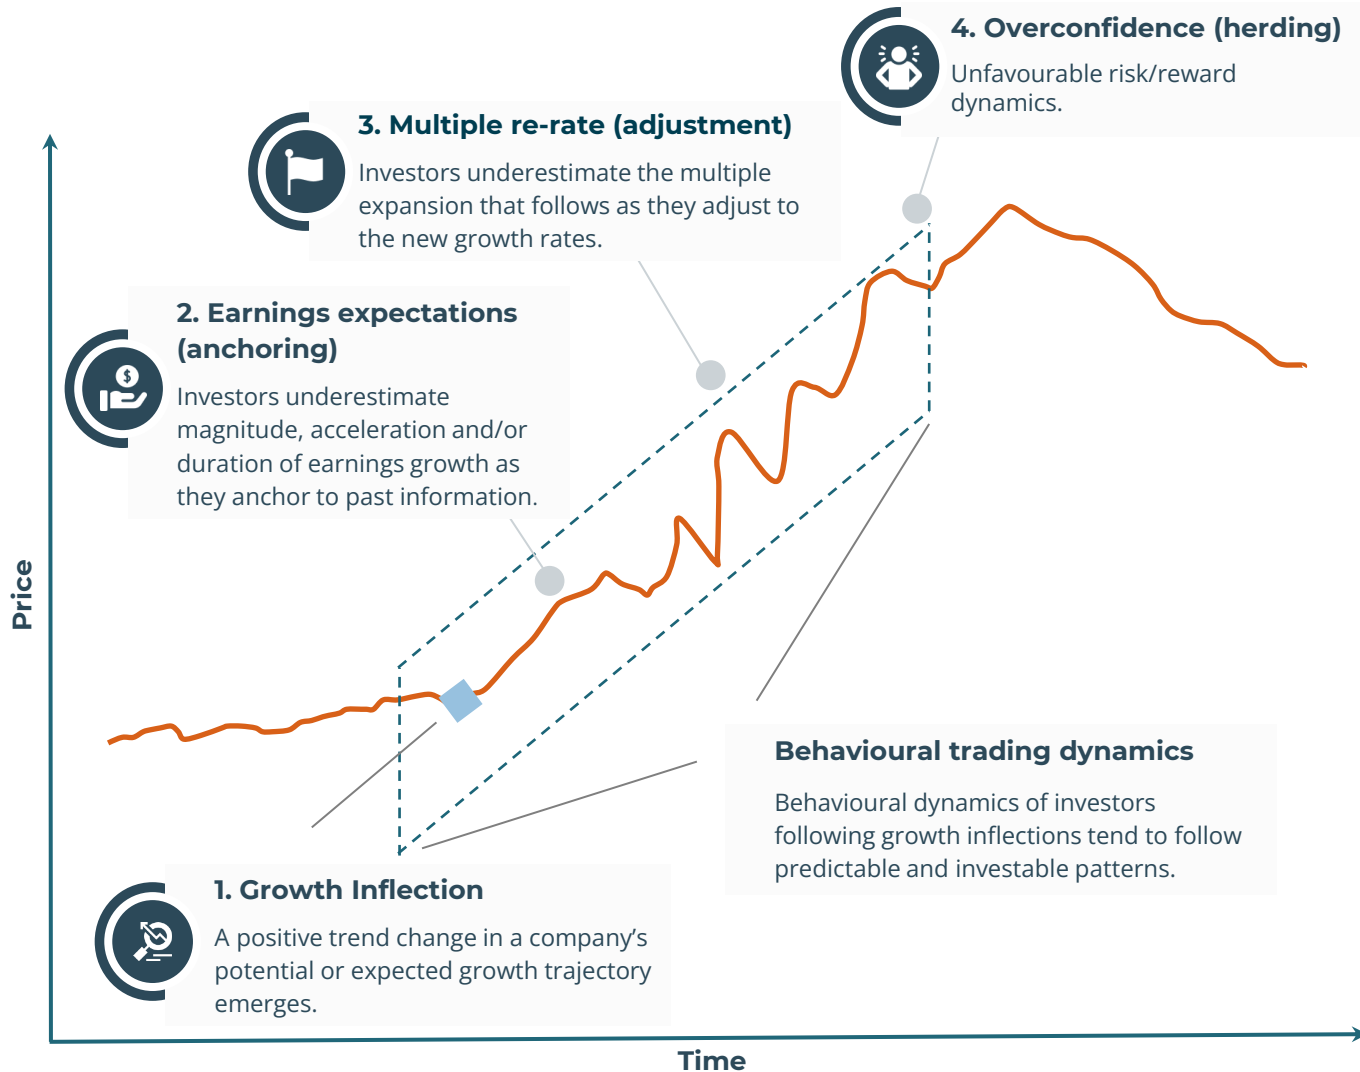 4. Overconfidence (herding)
Unfavourable risk/reward
dynamics.
3. Multiple re-rate (adjustment)
Investors underestimate the multiple
expansion that follows as they adjust to
the new growth rates.
2. Earnings expectations
(anchoring)
$
Investors underestimate
magnitude, acceleration and/or
duration of earnings growth as
they anchor to past information.
Price
Behavioural trading dynamics
Behavioural dynamics of investors
following growth inflections tend to follow
predictable and investable patterns.
1. Growth Inflection
A positive trend change in a company’s
potential or expected growth trajectory
emerges.
Time